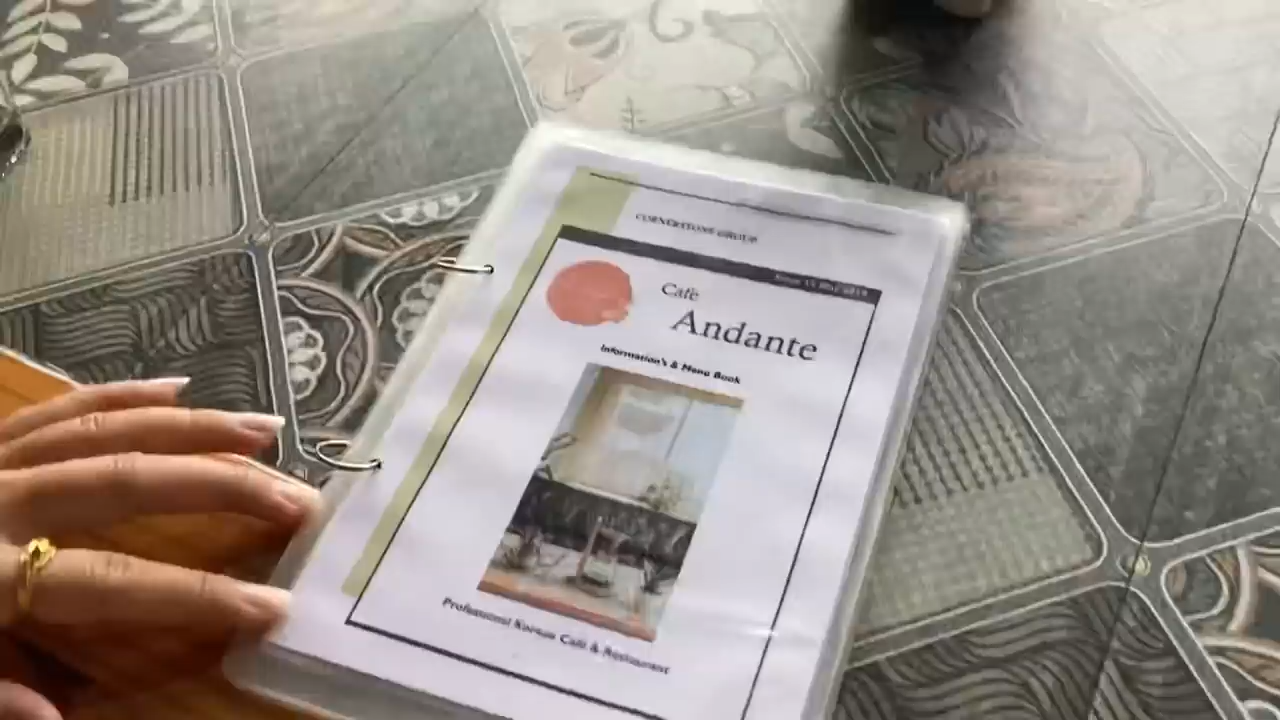 CORNERSTONE GROUP
Café
Andante
Information's & Menu Book
Professional Korean Café & Restaurant